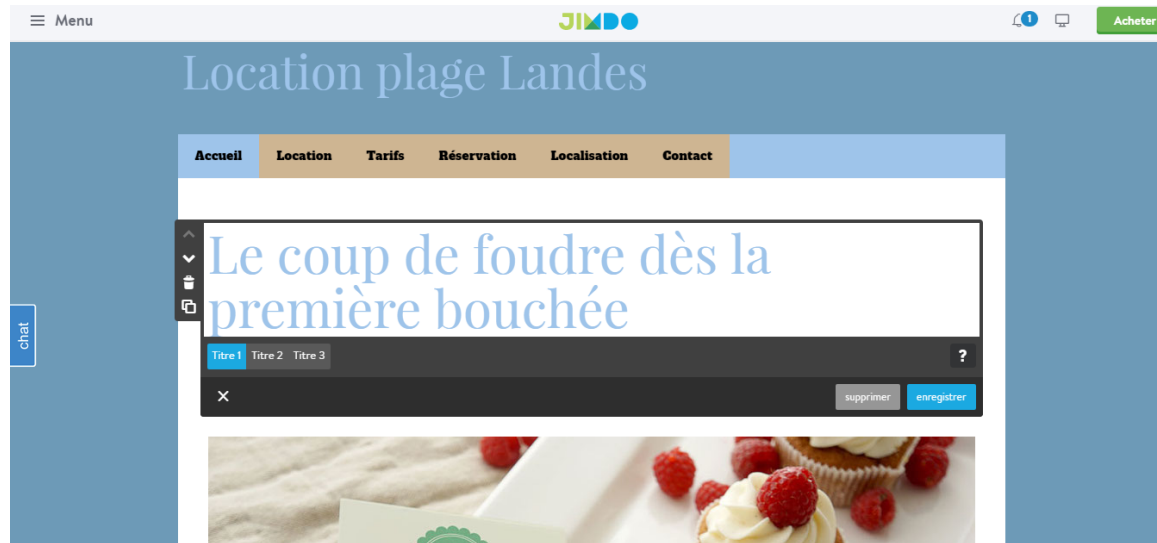 Menu
JIMDO
1
Acheter
Location plage Landes
Accueil Location Tarifs Réservation Localisation Contact
Le coup de foudre dès la
première bouchée
Titre 1 Titre 2 Titre 3
?
supprimer enregistrer
chat